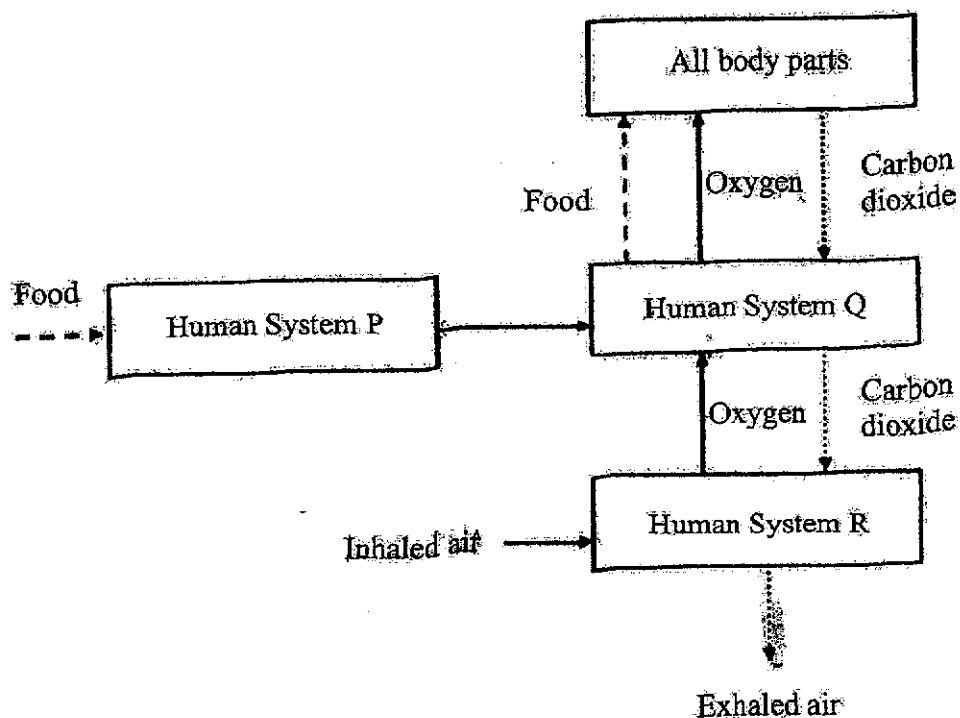 All body parts
Food
Oxygen
Carbon
dioxide
Food
Human System P
Human System Q
Oxygen
Carbon
dioxide
Inhaled air
Human System R
Exhaled air